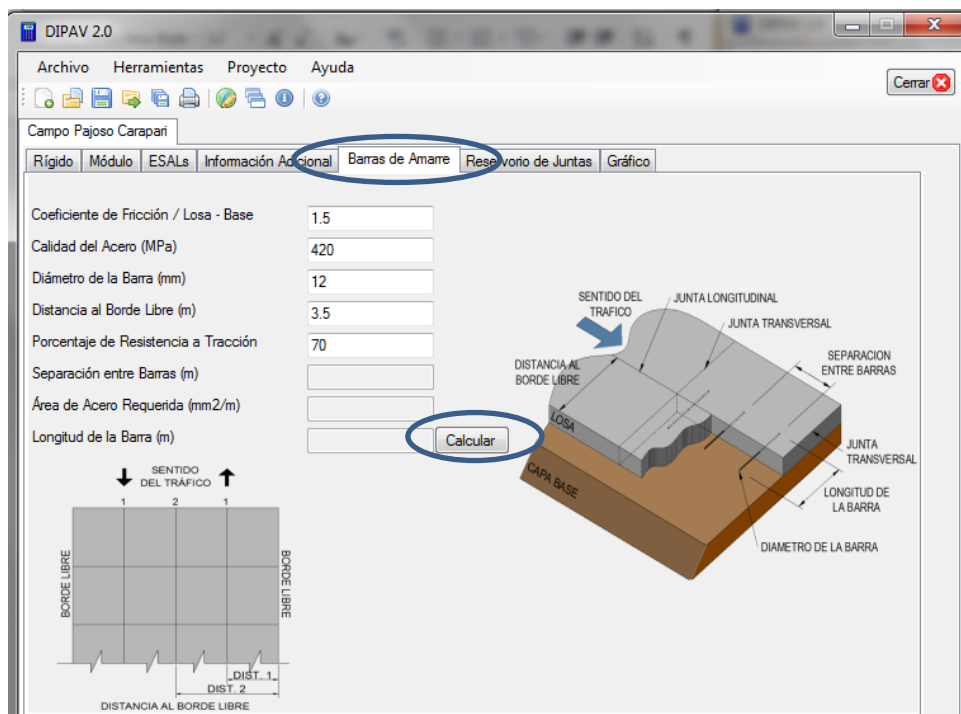 DIPAV 2.0
Archivo Herramientas Proyecto Ayuda
Cerrar
Campo Pajoso Carapari
Rígido Módulo ESALs Información Adicional Barras de Amarre Reservorio de Juntas Gráfico
Coeficiente de Fricción / Losa - Base 1.5
Calidad del Acero (MPa) 420
Diámetro de la Barra (mm) 12
Distancia al Borde Libre (m) 3.5
Porcentaje de Resistencia a Tracción 70
Separación entre Barras (m)
Área de Acero Requerida (mm2/m)
Longitud de la Barra (m) Calcular
SENTIDO
DEL TRÁFICO
1 2 1
BORDE LIBRE
BORDE LIBRE
DIST. 1
DIST. 2
DISTANCIA AL BORDE LIBRE
SENTIDO DEL
TRAFICO
JUNTA LONGITUDINAL
JUNTA TRANSVERSAL
SEPARACION
ENTRE BARRAS
DISTANCIA AL
BORDE LIBRE
LOSA
CAPA BASE
JUNTA
TRANSVERSAL
LONGITUD DE
LA BARRA
DIAMETRO DE LA BARRA